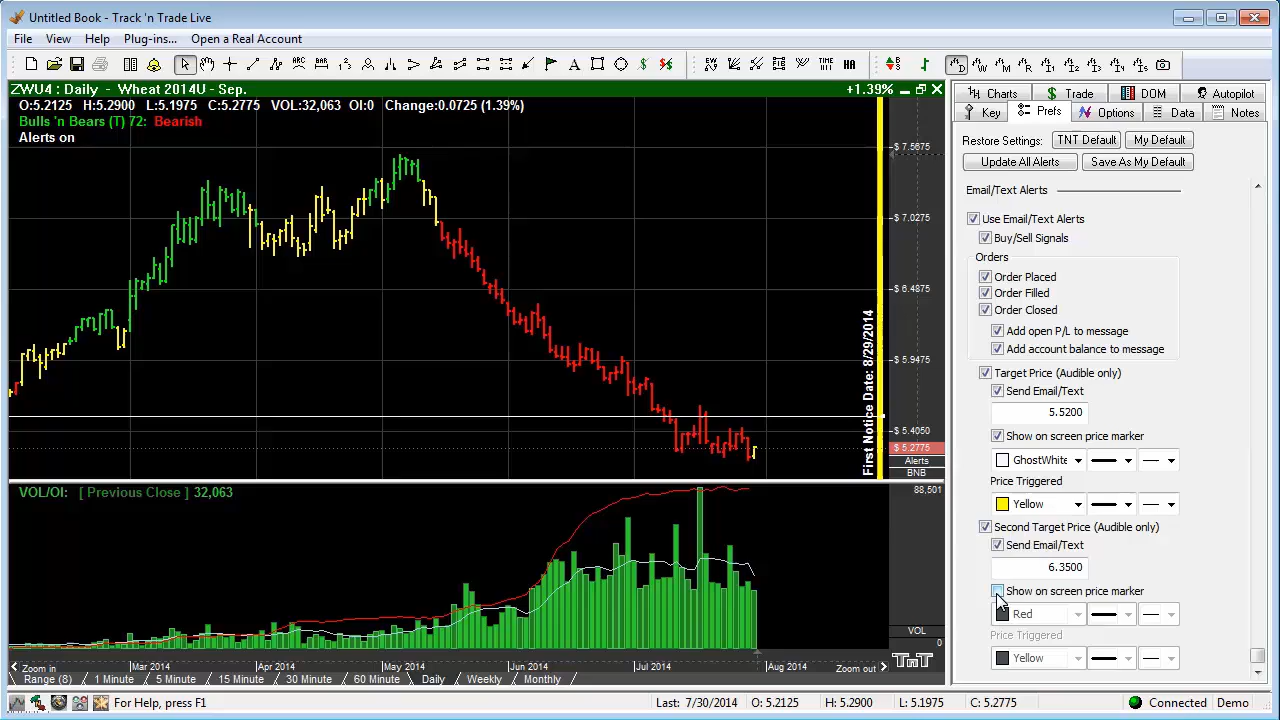 Untitled Book - Track 'n Trade Live
File View Help Plug-ins... Open a Real Account
ZWU4 : Daily - Wheat 2014U - Sep. +1.39%
O:5.2125 H:5.2900 L:5.1975 C:5.2775 VOL:32,063 OI:0 Change:0.0725 (1.39%)
Bulls 'n Bears (T) 72: Bearish
Alerts on
$ 7.5675
$ 7.0275
$ 6.4875
$ 5.9475
$ 5.4050
$ 5.2775
Alerts
BNB
First Notice Date: 8/29/2014
VOL/OI: [ Previous Close ] 32,063
88,501
VOL
0
Zoom in Mar 2014 Apr 2014 May 2014 Jun 2014 Jul 2014 Aug 2014 Zoom out
TNT
Range (8) 1 Minute 5 Minute 15 Minute 30 Minute 60 Minute Daily Weekly Monthly
Charts Trade DOM Autopilot
Key Prefs Options Data Notes
Restore Settings: TNT Default My Default
Update All Alerts Save As My Default
Email/Text Alerts
Use Email/Text Alerts
Buy/Sell Signals
Orders
Order Placed
Order Filled
Order Closed
Add open P/L to message
Add account balance to message
Target Price (Audible only)
Send Email/Text
5.5200
Show on screen price marker
GhostWhite
Price Triggered
Yellow
Second Target Price (Audible only)
Send Email/Text
6.3500
Show on screen price marker
Red
Price Triggered
Yellow
For Help, press F1 Last: 7/30/2014 O: 5.2125 H: 5.2900 L: 5.1975 C: 5.2775 Connected Demo